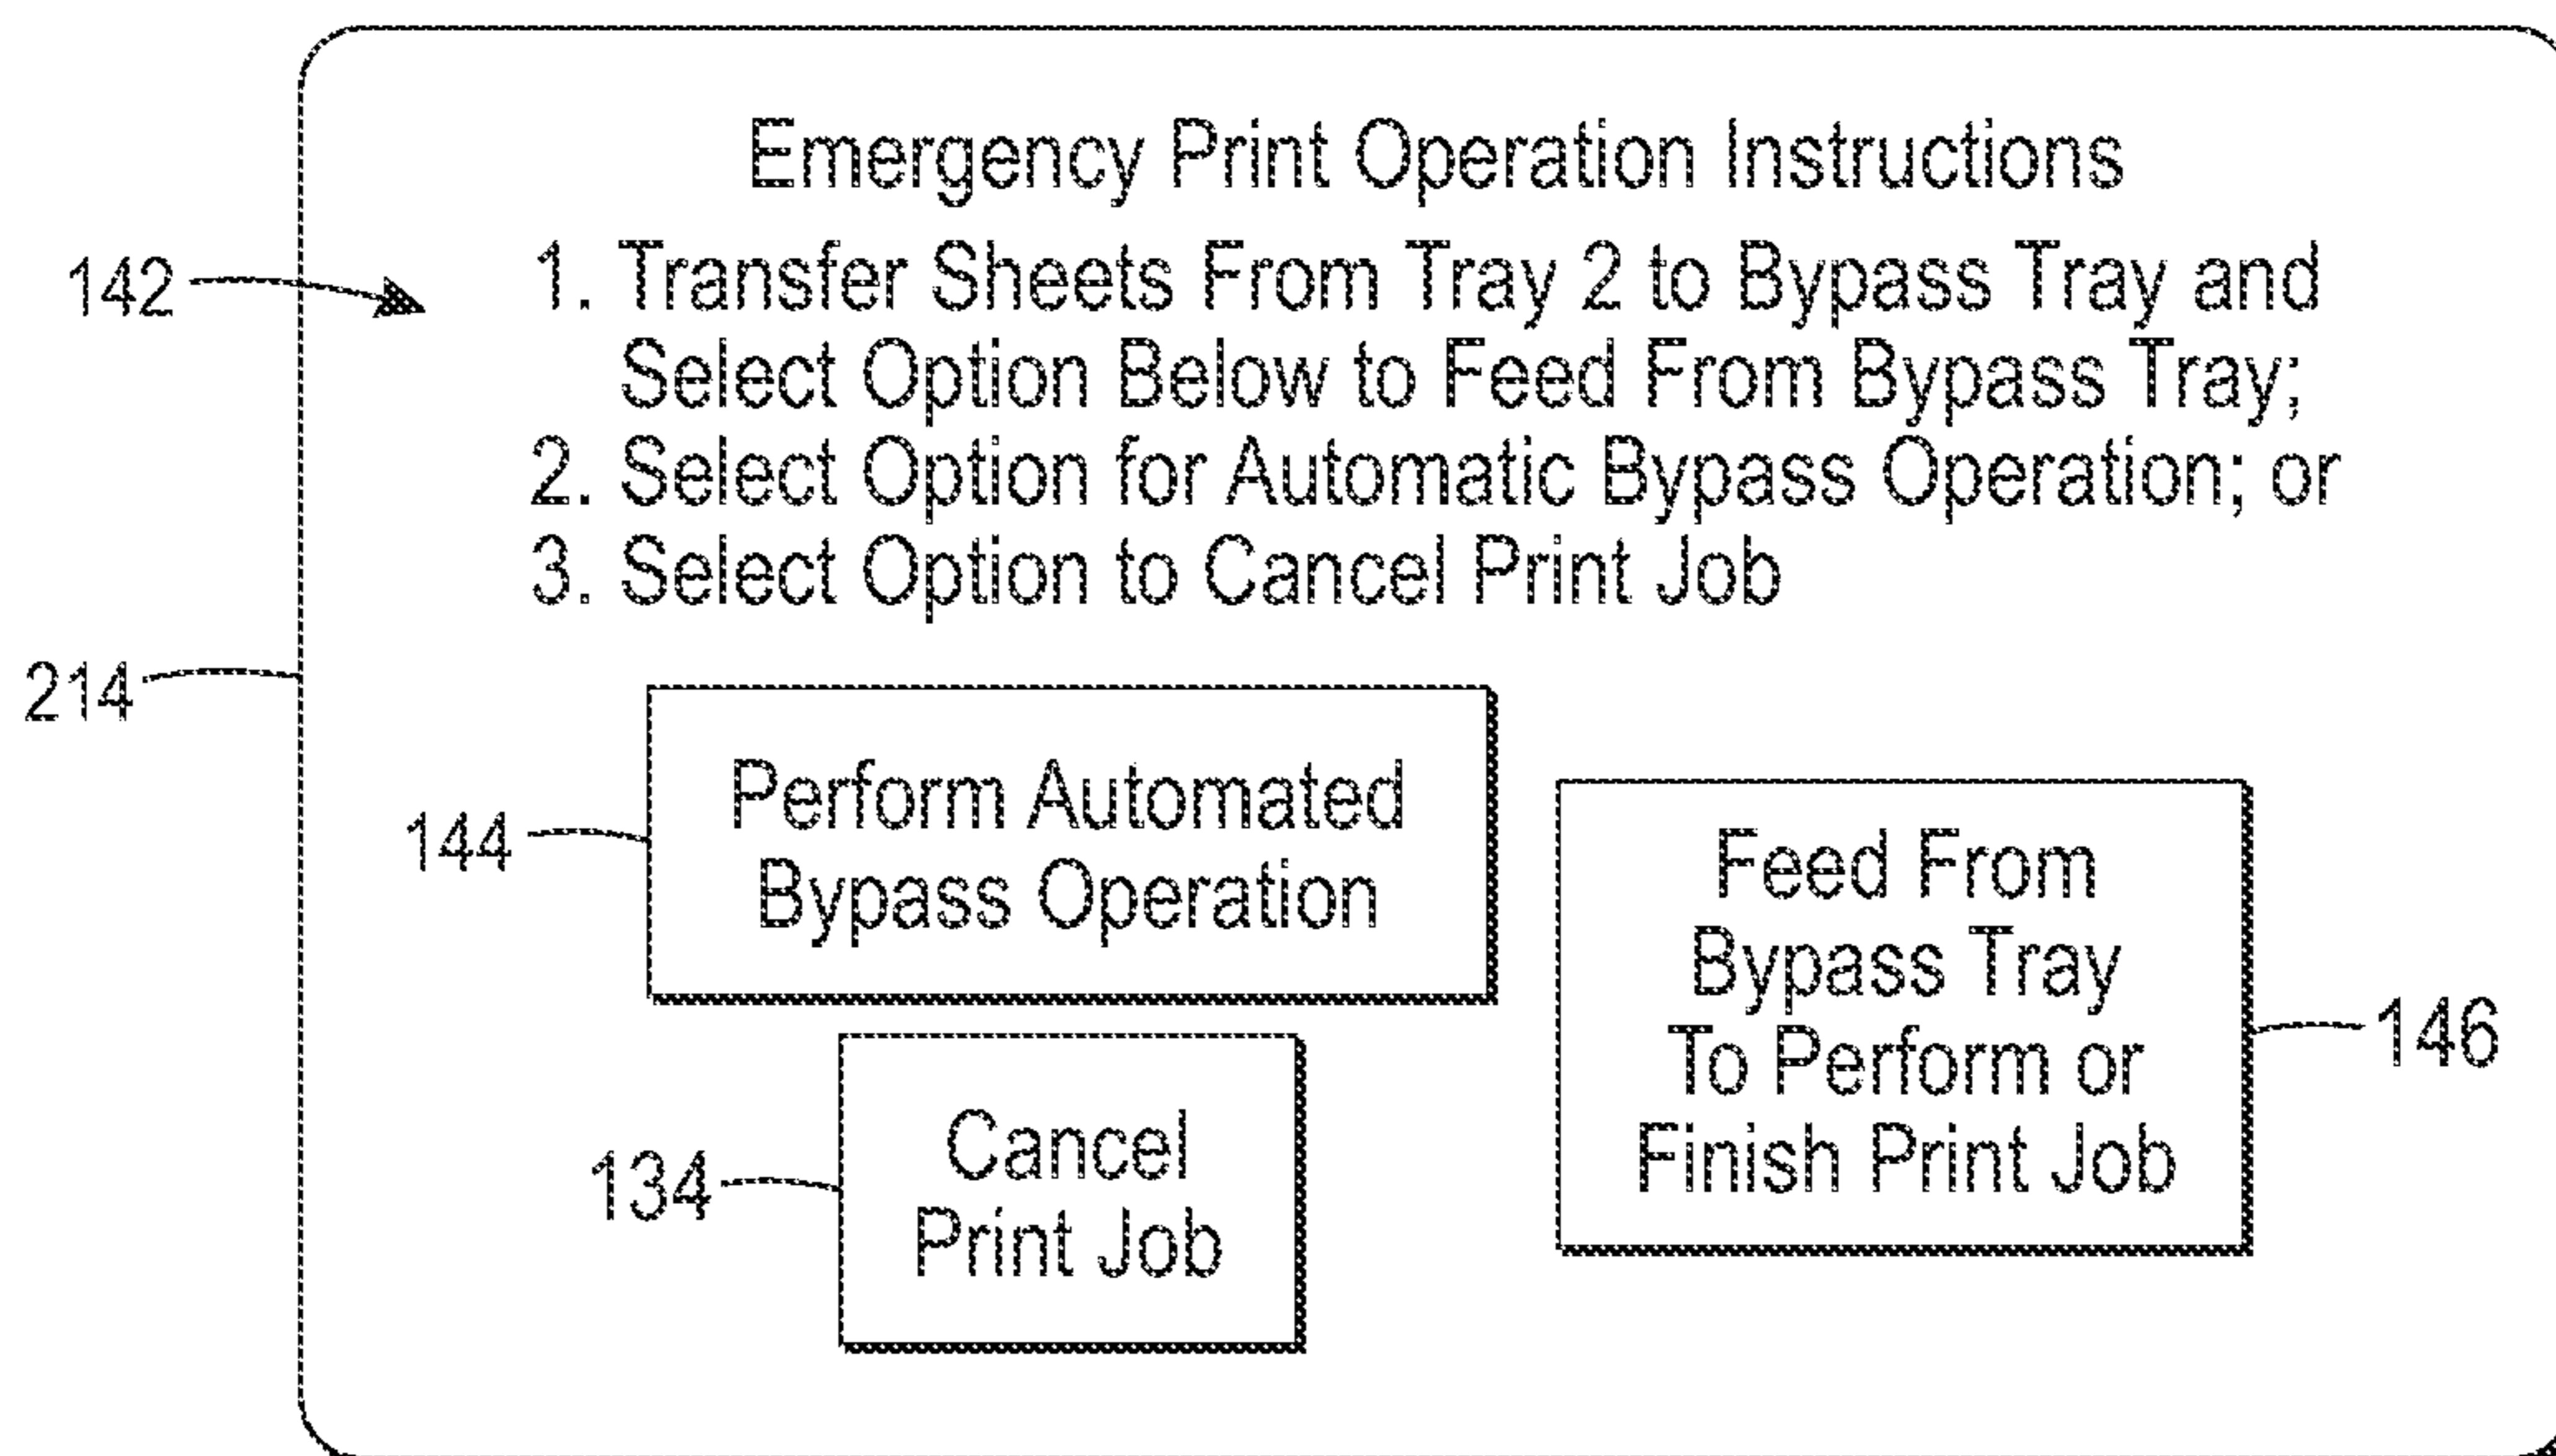 Emergency Print Operation Instructions
142
1. Transfer Sheets From Tray 2 to Bypass Tray and
Select Option Below to Feed From Bypass Tray;
2. Select Option for Automatic Bypass Operation; or
3. Select Option to Cancel Print Job
214
144
Perform Automated
Bypass Operation
Feed From
Bypass Tray
To Perform or
Finish Print Job
146
134
Cancel
Print Job